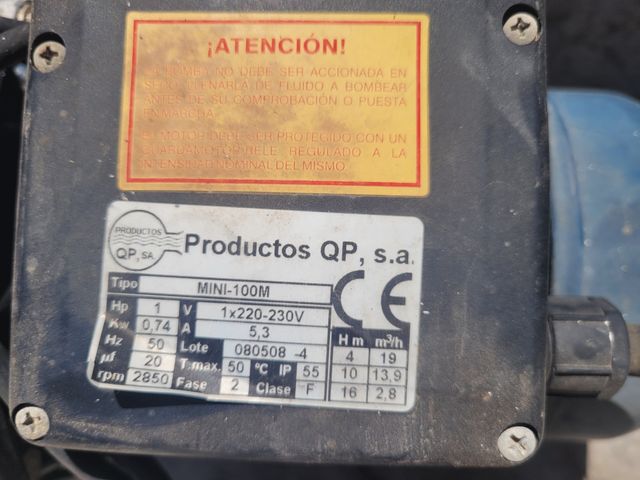 ¡ATENCIÓN!
BOMBA NO DEBE SER ACCIONADA EN
SECO, LLENARLA DE FLUIDO A BOMBEAR
ANTES DE SU COMPROBACIÓN O PUESTA
EN MARCHA
EL MOTOR DEBE SER PROTEGIDO CON UN
GUARDAMOTOR RELE REGULADO A LA
INTENSIDAD NOMINAL DEL MISMO.
PRODUCTOS
QP, SA.
Productos QP, s.a.
Tipo MINI-100M
CE
Hp 1 V 1x220-230V
Kw 0,74 A 5,3
Hz 50 Lote 080508 -4
µf 20 T.max. 50 ºC IP 55
rpm 2850 Fase 2 Clase F
H m m³/h
4 19
10 13,9
16 2,8